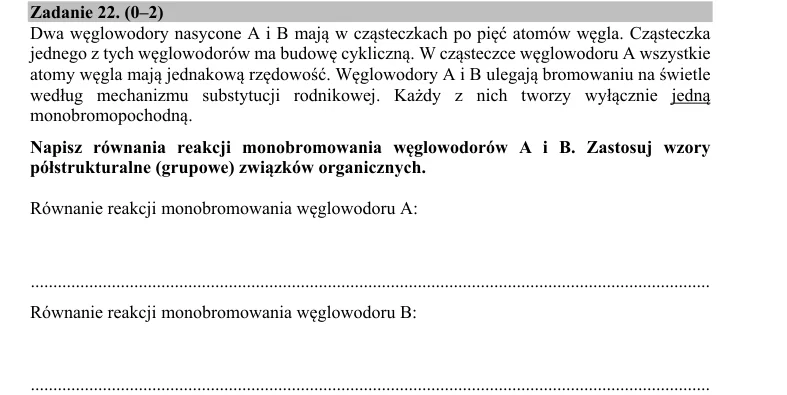 Zadanie 22. (0–2)
Dwa węglowodory nasycone A i B mają w cząsteczkach po pięć atomów węgla. Cząsteczka
jednego z tych węglowodorów ma budowę cykliczną. W cząsteczce węglowodoru A wszystkie
atomy węgla mają jednakową rzędowość. Węglowodory A i B ulegają bromowaniu na świetle
według mechanizmu substytucji rodnikowej. Każdy z nich tworzy wyłącznie jedną
monobromopochodną.
Napisz równania reakcji monobromowania węglowodorów A i B. Zastosuj wzory
półstrukturalne (grupowe) związków organicznych.
Równanie reakcji monobromowania węglowodoru A:
Równanie reakcji monobromowania węglowodoru B: